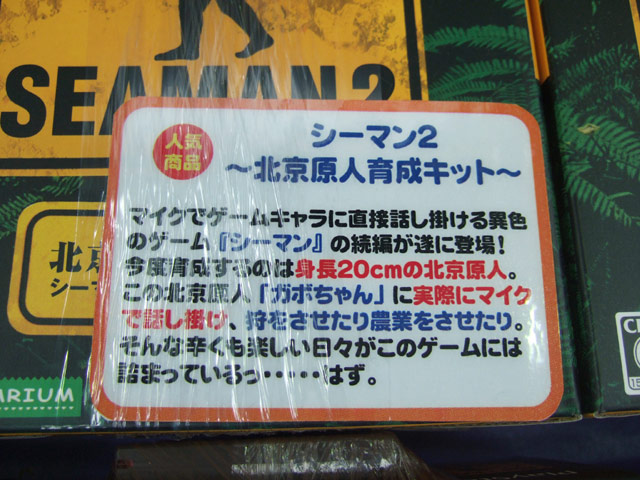 SEAMAN2
人気
商品
シーマン2
～北京原人育成キット～
マイクでゲームキャラに直接話し掛ける異色
のゲーム『シーマン』の続編が遂に登場!
今度育成するのは身長20cmの北京原人。
この北京原人「ガボちゃん」に実際にマイク
で話し掛け、狩をさせたり農業をさせたり。
そんな辛くも楽しい日々がこのゲームには
詰まっているっ・・・・・はず。
北京
シーマ
ARIUM